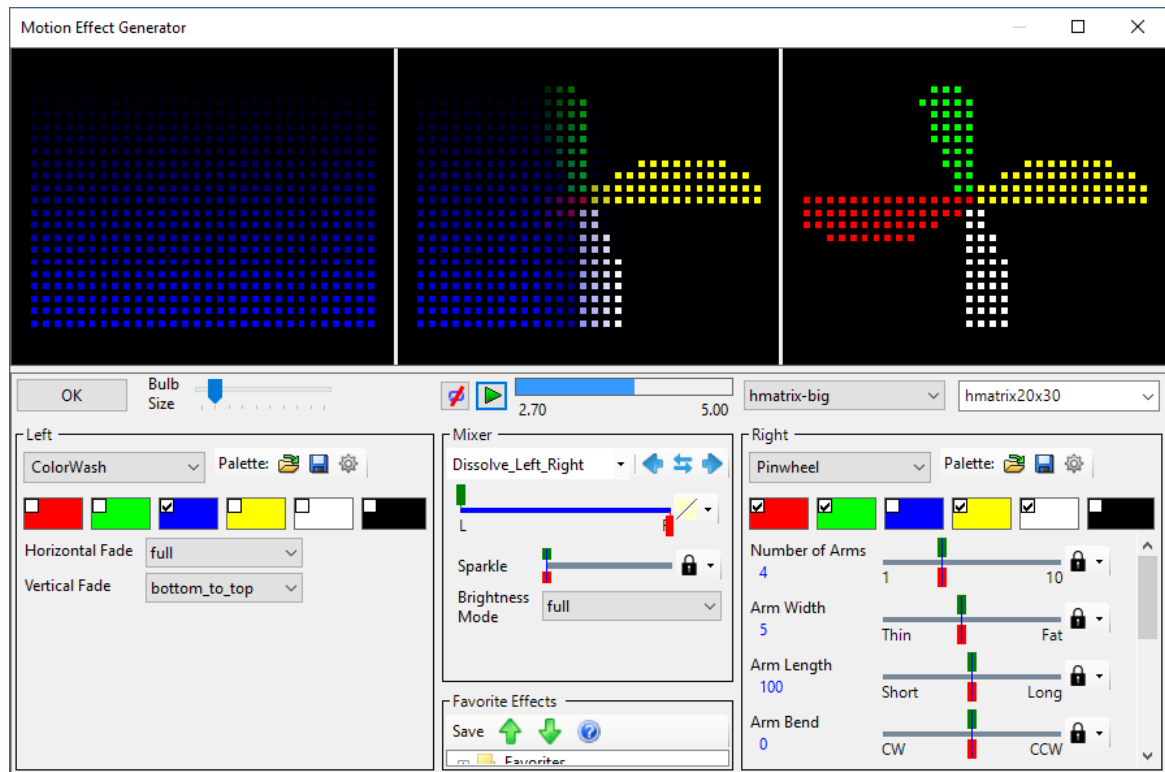 Motion Effect Generator
OK
Bulb
Size
2.70 5.00
hmatrix-big
hmatrix20x30
Left
ColorWash
Palette:
Horizontal Fade
full
Vertical Fade
bottom_to_top
Mixer
Dissolve_Left_Right
L
Sparkle
Brightness
Mode
full
Favorite Effects
Save
Favorites
Right
Pinwheel
Palette:
Number of Arms
4
1 10
Arm Width
5
Thin Fat
Arm Length
100
Short Long
Arm Bend
0
CW CCW